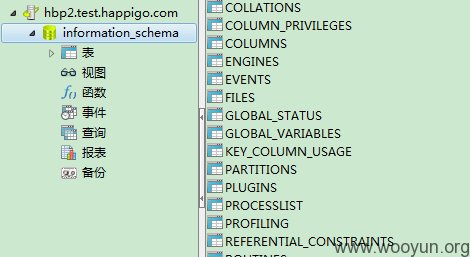 hbp2.test.happigo.com
information_schema
表
视图
函数
事件
查询
报表
备份
COLLATIONS
COLUMN_PRIVILEGES
COLUMNS
ENGINES
EVENTS
FILES
GLOBAL_STATUS
GLOBAL_VARIABLES
KEY_COLUMN_USAGE
PARTITIONS
PLUGINS
PROCESSLIST
PROFILING
REFERENTIAL_CONSTRAINTS
ROUTINES
www.wooyun.org